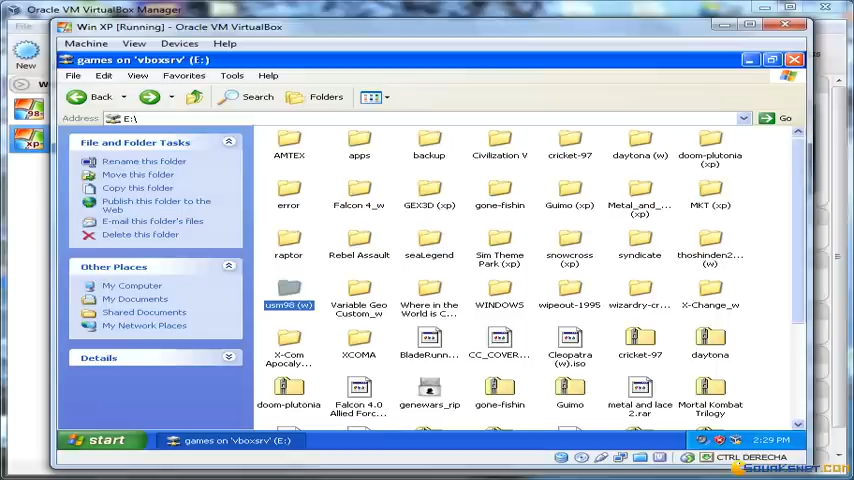 Oracle VM VirtualBox Manager
File
Win XP [Running] - Oracle VM VirtualBox
Machine View Devices Help
New
games on 'vboxsrv' (E:)
File Edit View Favorites Tools Help
Back Search Folders
Address E:\ Go
File and Folder Tasks
Rename this folder
Move this folder
Copy this folder
Publish this folder to the
Web
E-mail this folder's files
Delete this folder
Other Places
My Computer
My Documents
Shared Documents
My Network Places
Details
AMTEX apps backup Civilization V cricket-97 daytona (w) doom-plutonia
(xp)
error Falcon 4_w GEX3D (xp) gone-fishin Guimo (xp) Metal_and_... MKT (xp)
(xp)
raptor Rebel Assault seaLegend Sim Theme snowcross syndicate thoshinden2...
Park (xp) (xp) (w)
usm98 (w) Variable Geo Where in the WINDOWS wipeout-1995 wizardry-cr... X-Change_w
Custom_w World is C...
X-Com XCOMA BladeRunn... CC_COVER... Cleopatra cricket-97 daytona
Apocaly... (w).iso
doom-plutonia Falcon 4.0 genewars_rip gone-fishin Guimo metal and lace Mortal Kombat
Allied Forc... 2.rar Trilogy
start games on 'vboxsrv' (E:) 2:29 PM
CTRL DERECHA
98-
xp-